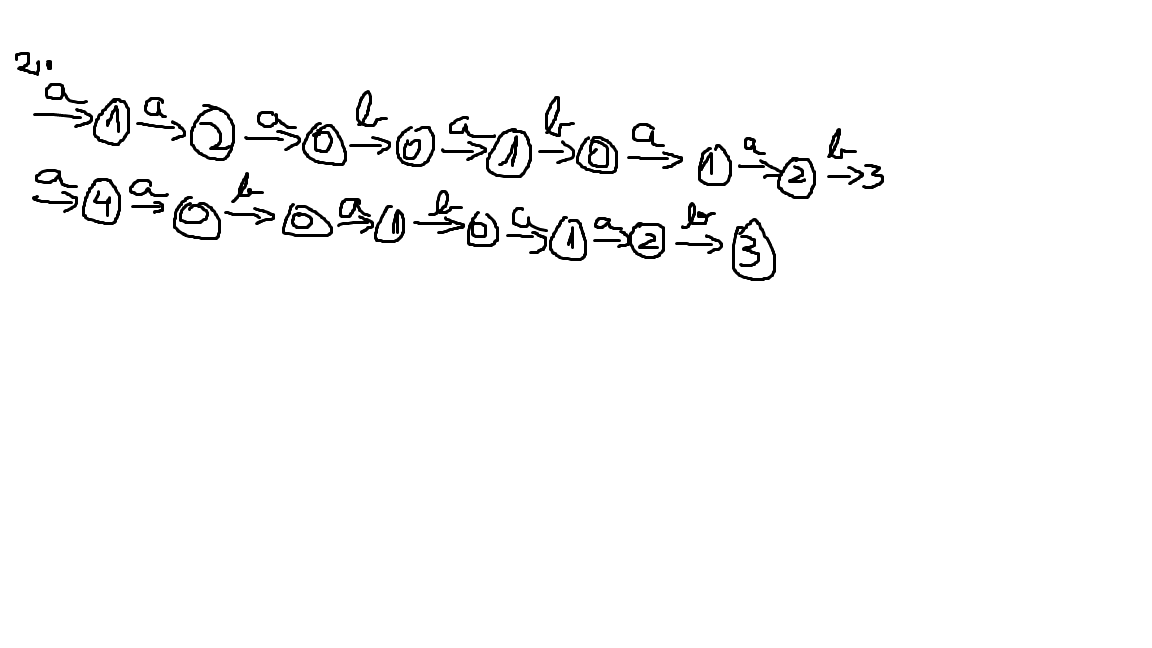 2,.
a → 1 a → 2 a → 0 b → 0 a → 1 b → 0 a → 1 a → 2 b → 3
a → 4 a → 0 b → 0 a → 1 b → 0 a → 1 a → 2 b → 3